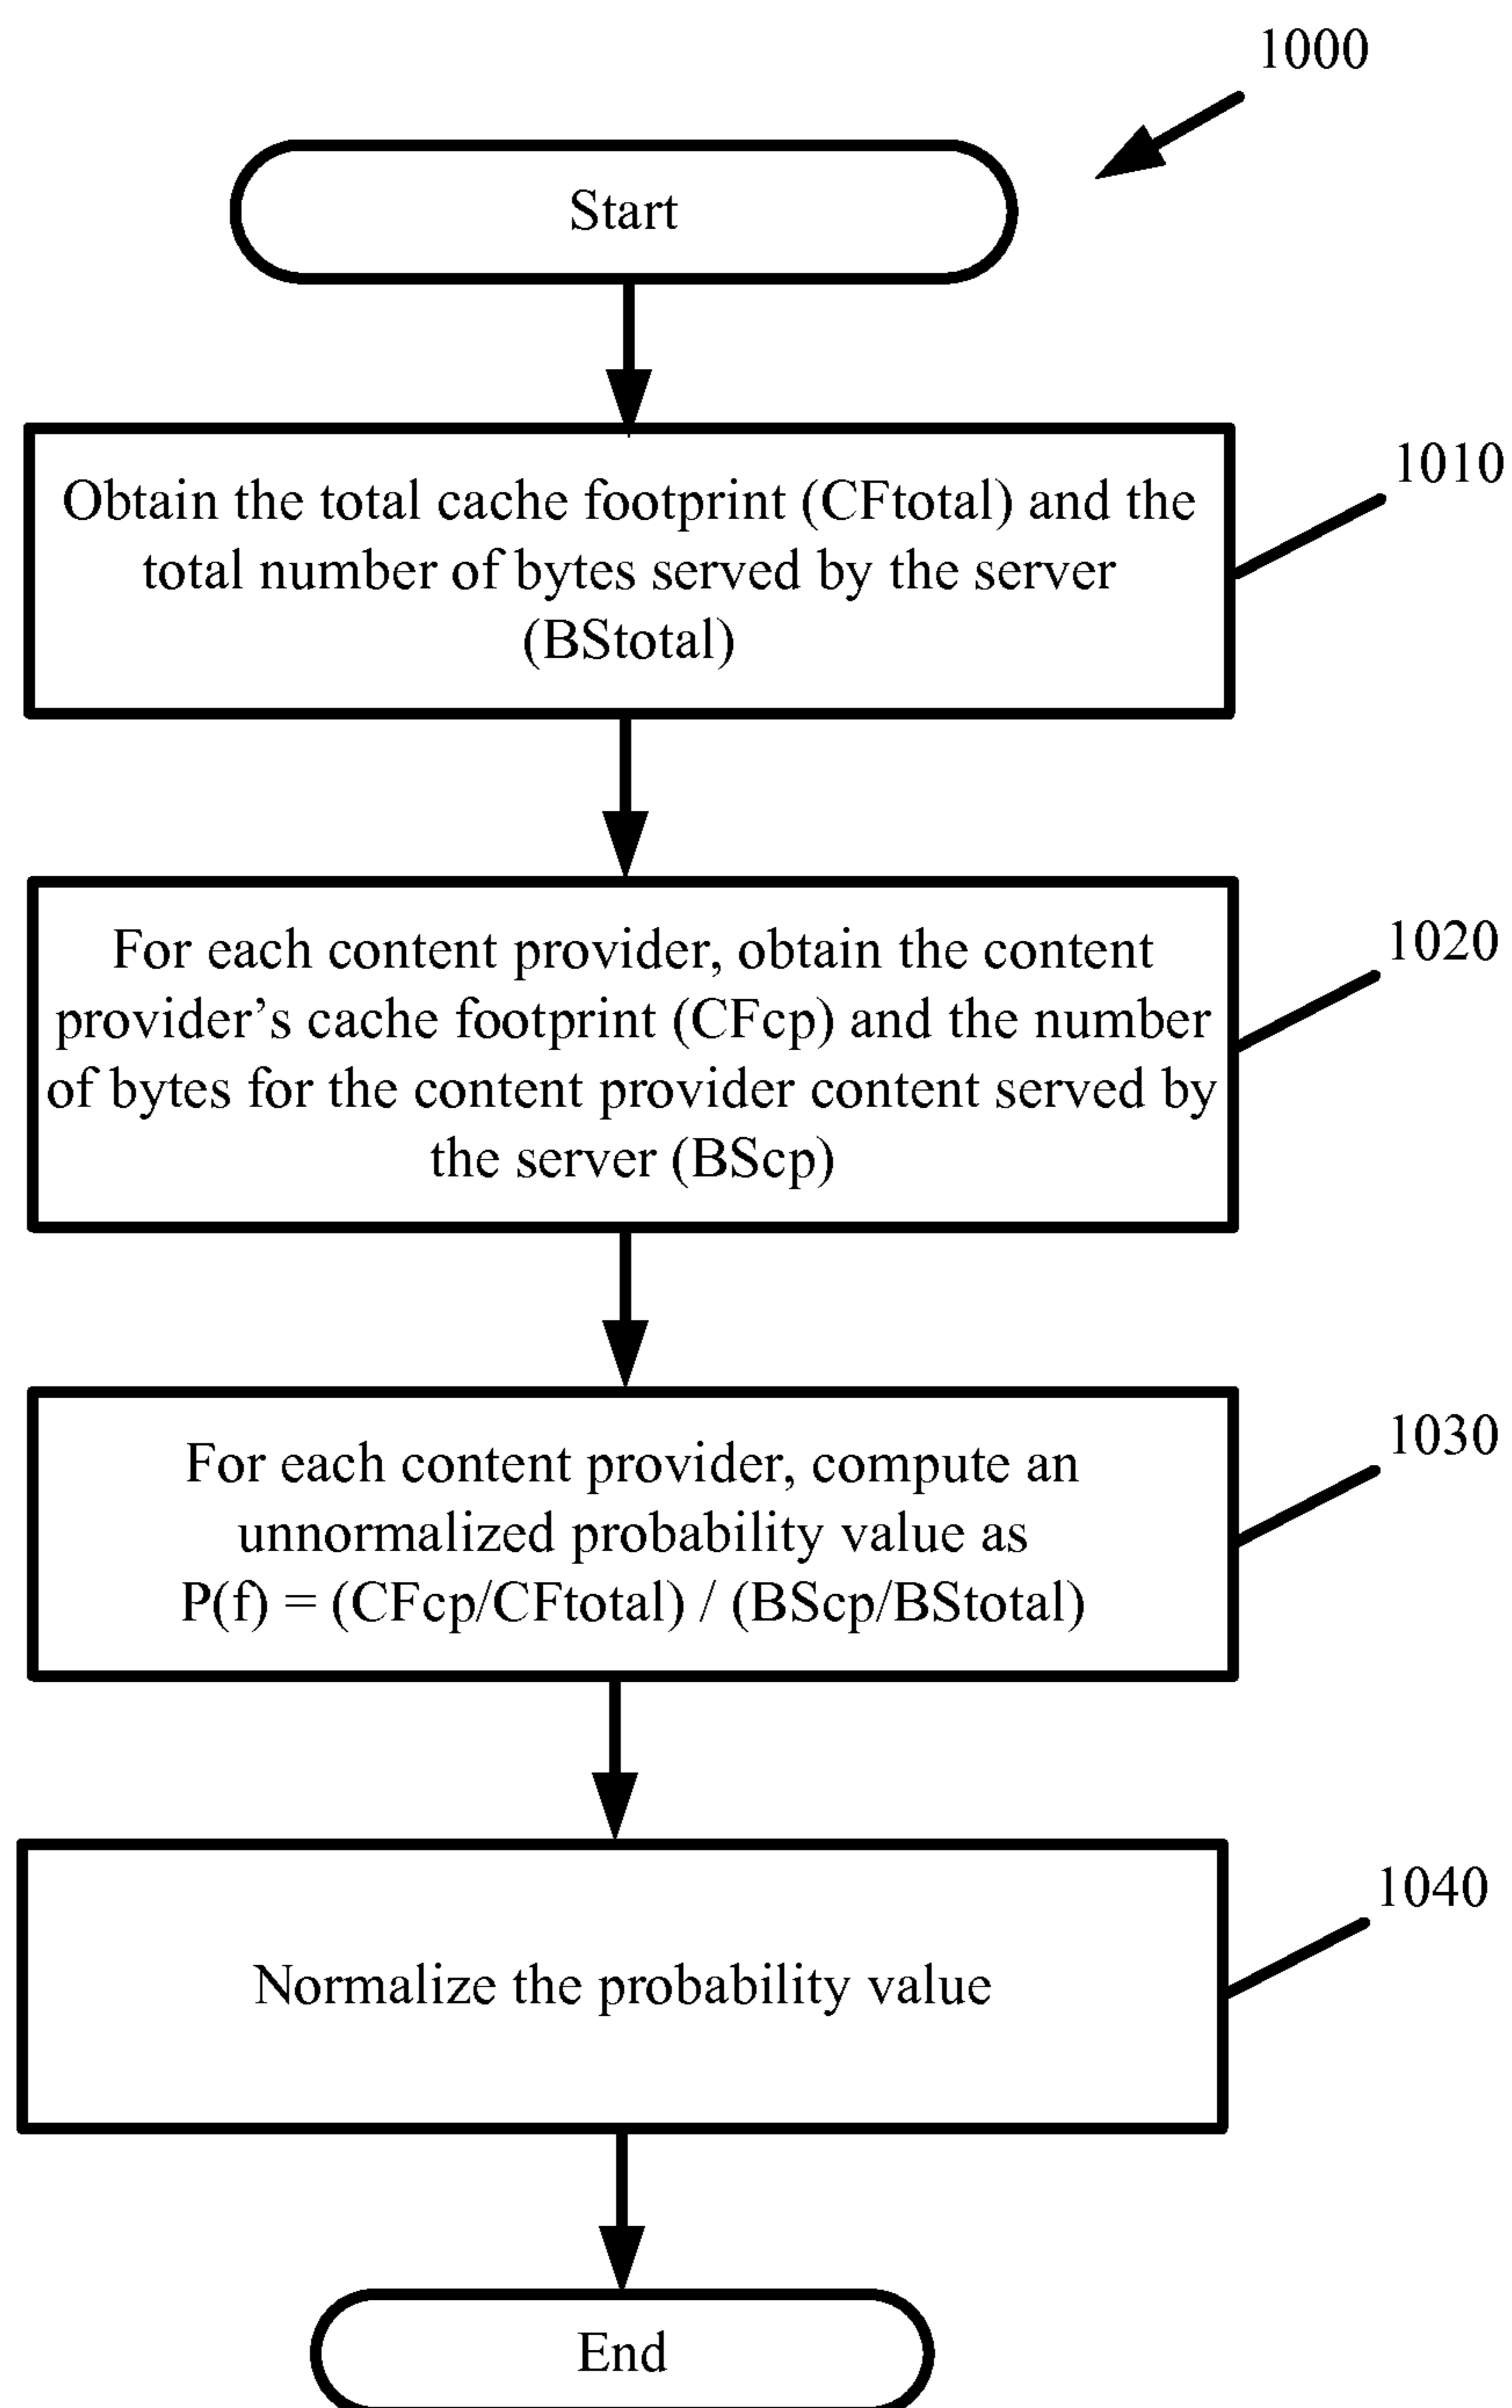 1000
Start
Obtain the total cache footprint (CFtotal) and the
total number of bytes served by the server
(BStotal)
1010
For each content provider, obtain the content
provider’s cache footprint (CFcp) and the number
of bytes for the content provider content served by
the server (BScp)
1020
For each content provider, compute an
unnormalized probability value as
P(f) = (CFcp/CFtotal) / (BScp/BStotal)
1030
Normalize the probability value
1040
End